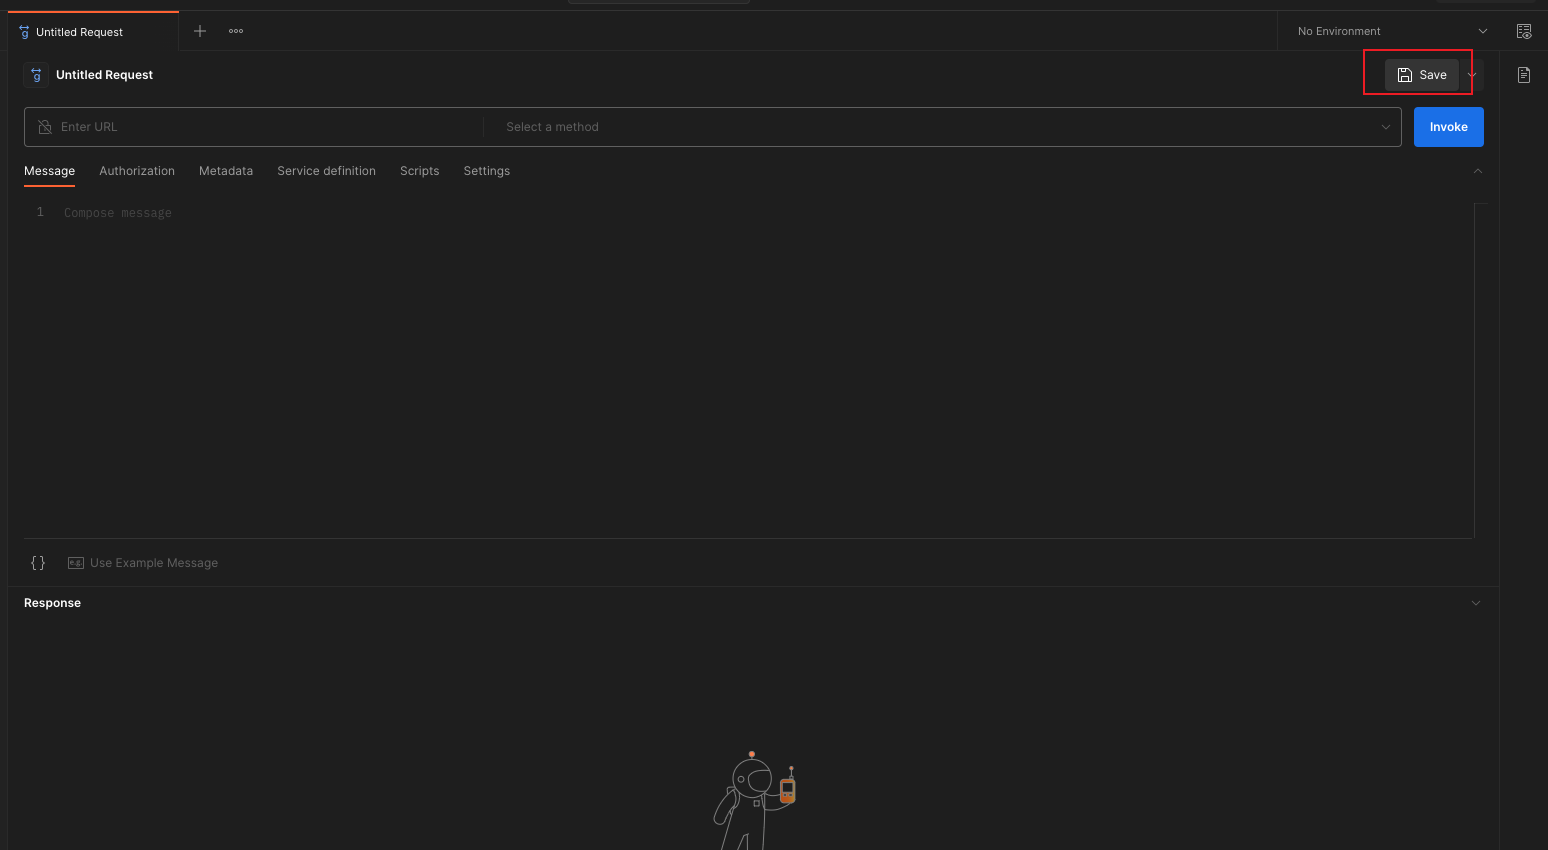 Untitled Request
No Environment
Untitled Request
Save
Enter URL
Select a method
Invoke
Message Authorization Metadata Service definition Scripts Settings
1 Compose message
{} e.g. Use Example Message
Response